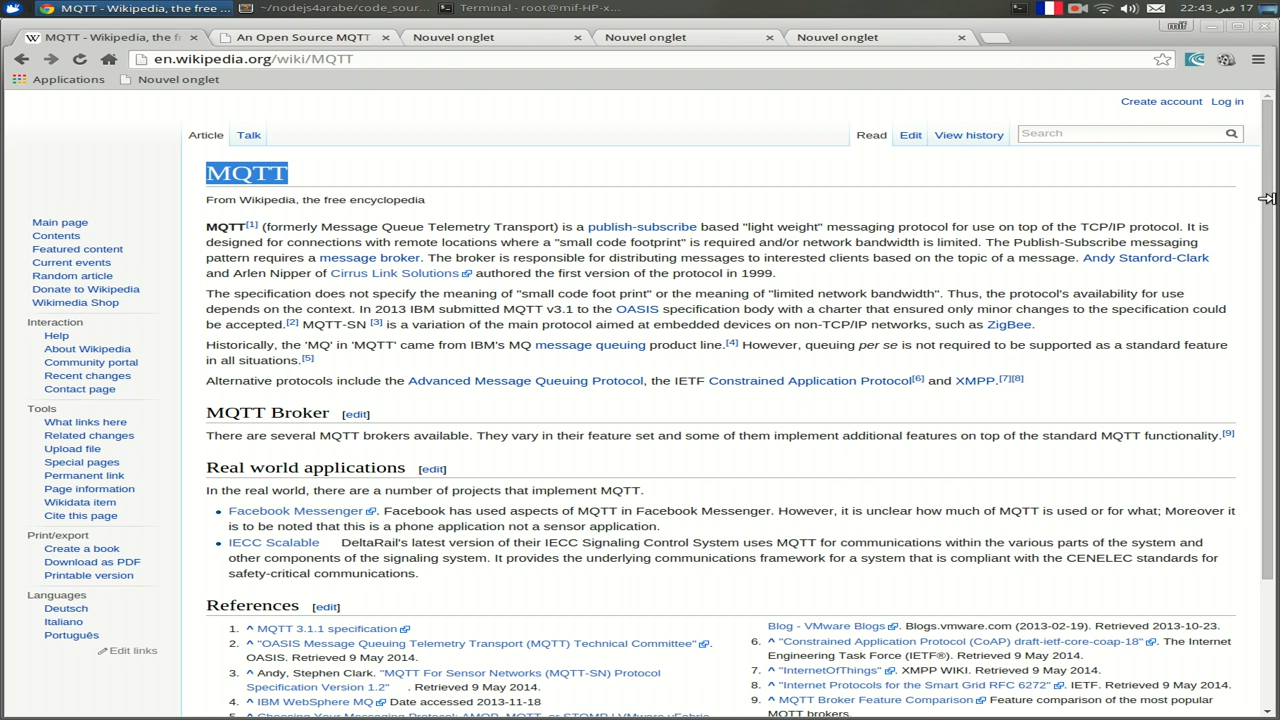 MQTT - Wikipedia, the free ...
~/nodejs4arabe/code_sour...
Terminal - root@mif-HP-x...
22:43 ,فبر 17
mif
MQTT - Wikipedia, the fr
An Open Source MQTT
Nouvel onglet
Nouvel onglet
Nouvel onglet
en.wikipedia.org/wiki/MQTT
Applications
Nouvel onglet
Create account Log in
Article Talk
Read Edit View history
Search
MQTT
From Wikipedia, the free encyclopedia
MQTT[1] (formerly Message Queue Telemetry Transport) is a publish-subscribe based "light weight" messaging protocol for use on top of the TCP/IP protocol. It is
designed for connections with remote locations where a "small code footprint" is required and/or network bandwidth is limited. The Publish-Subscribe messaging
pattern requires a message broker. The broker is responsible for distributing messages to interested clients based on the topic of a message. Andy Stanford-Clark
and Arlen Nipper of Cirrus Link Solutions authored the first version of the protocol in 1999.
The specification does not specify the meaning of "small code foot print" or the meaning of "limited network bandwidth". Thus, the protocol's availability for use
depends on the context. In 2013 IBM submitted MQTT v3.1 to the OASIS specification body with a charter that ensured only minor changes to the specification could
be accepted.[2] MQTT-SN [3] is a variation of the main protocol aimed at embedded devices on non-TCP/IP networks, such as ZigBee.
Historically, the 'MQ' in 'MQTT' came from IBM's MQ message queuing product line.[4] However, queuing per se is not required to be supported as a standard feature
in all situations.[5]
Alternative protocols include the Advanced Message Queuing Protocol, the IETF Constrained Application Protocol[6] and XMPP.[7][8]
MQTT Broker [edit]
There are several MQTT brokers available. They vary in their feature set and some of them implement additional features on top of the standard MQTT functionality.[9]
Real world applications [edit]
In the real world, there are a number of projects that implement MQTT.
Facebook Messenger. Facebook has used aspects of MQTT in Facebook Messenger. However, it is unclear how much of MQTT is used or for what; Moreover it
is to be noted that this is a phone application not a sensor application.
IECC Scalable DeltaRail's latest version of their IECC Signaling Control System uses MQTT for communications within the various parts of the system and
other components of the signaling system. It provides the underlying communications framework for a system that is compliant with the CENELEC standards for
safety-critical communications.
References [edit]
1. ^ MQTT 3.1.1 specification
2. ^ "OASIS Message Queuing Telemetry Transport (MQTT) Technical Committee".
OASIS. Retrieved 9 May 2014.
3. ^ Andy, Stephen Clark. "MQTT For Sensor Networks (MQTT-SN) Protocol
Specification Version 1.2" . Retrieved 9 May 2014.
4. ^ IBM WebSphere MQ Date accessed 2013-11-18
5. ^ Choosing Your Messaging Protocol: AMQP, MQTT, or STOMP | VMware vFabric
Blog - VMware Blogs. Blogs.vmware.com (2013-02-19). Retrieved 2013-10-23.
6. ^ "Constrained Application Protocol (CoAP) draft-ietf-core-coap-18". The Internet
Engineering Task Force (IETF®). Retrieved 9 May 2014.
7. ^ "InternetOfThings". XMPP WIKI. Retrieved 9 May 2014.
8. ^ "Internet Protocols for the Smart Grid RFC 6272". IETF. Retrieved 9 May 2014.
9. ^ MQTT Broker Feature Comparison Feature comparison of the most popular
MQTT brokers.
Main page
Contents
Featured content
Current events
Random article
Donate to Wikipedia
Wikimedia Shop
Interaction
Help
About Wikipedia
Community portal
Recent changes
Contact page
Tools
What links here
Related changes
Upload file
Special pages
Permanent link
Page information
Wikidata item
Cite this page
Print/export
Create a book
Download as PDF
Printable version
Languages
Deutsch
Italiano
Português
Edit links